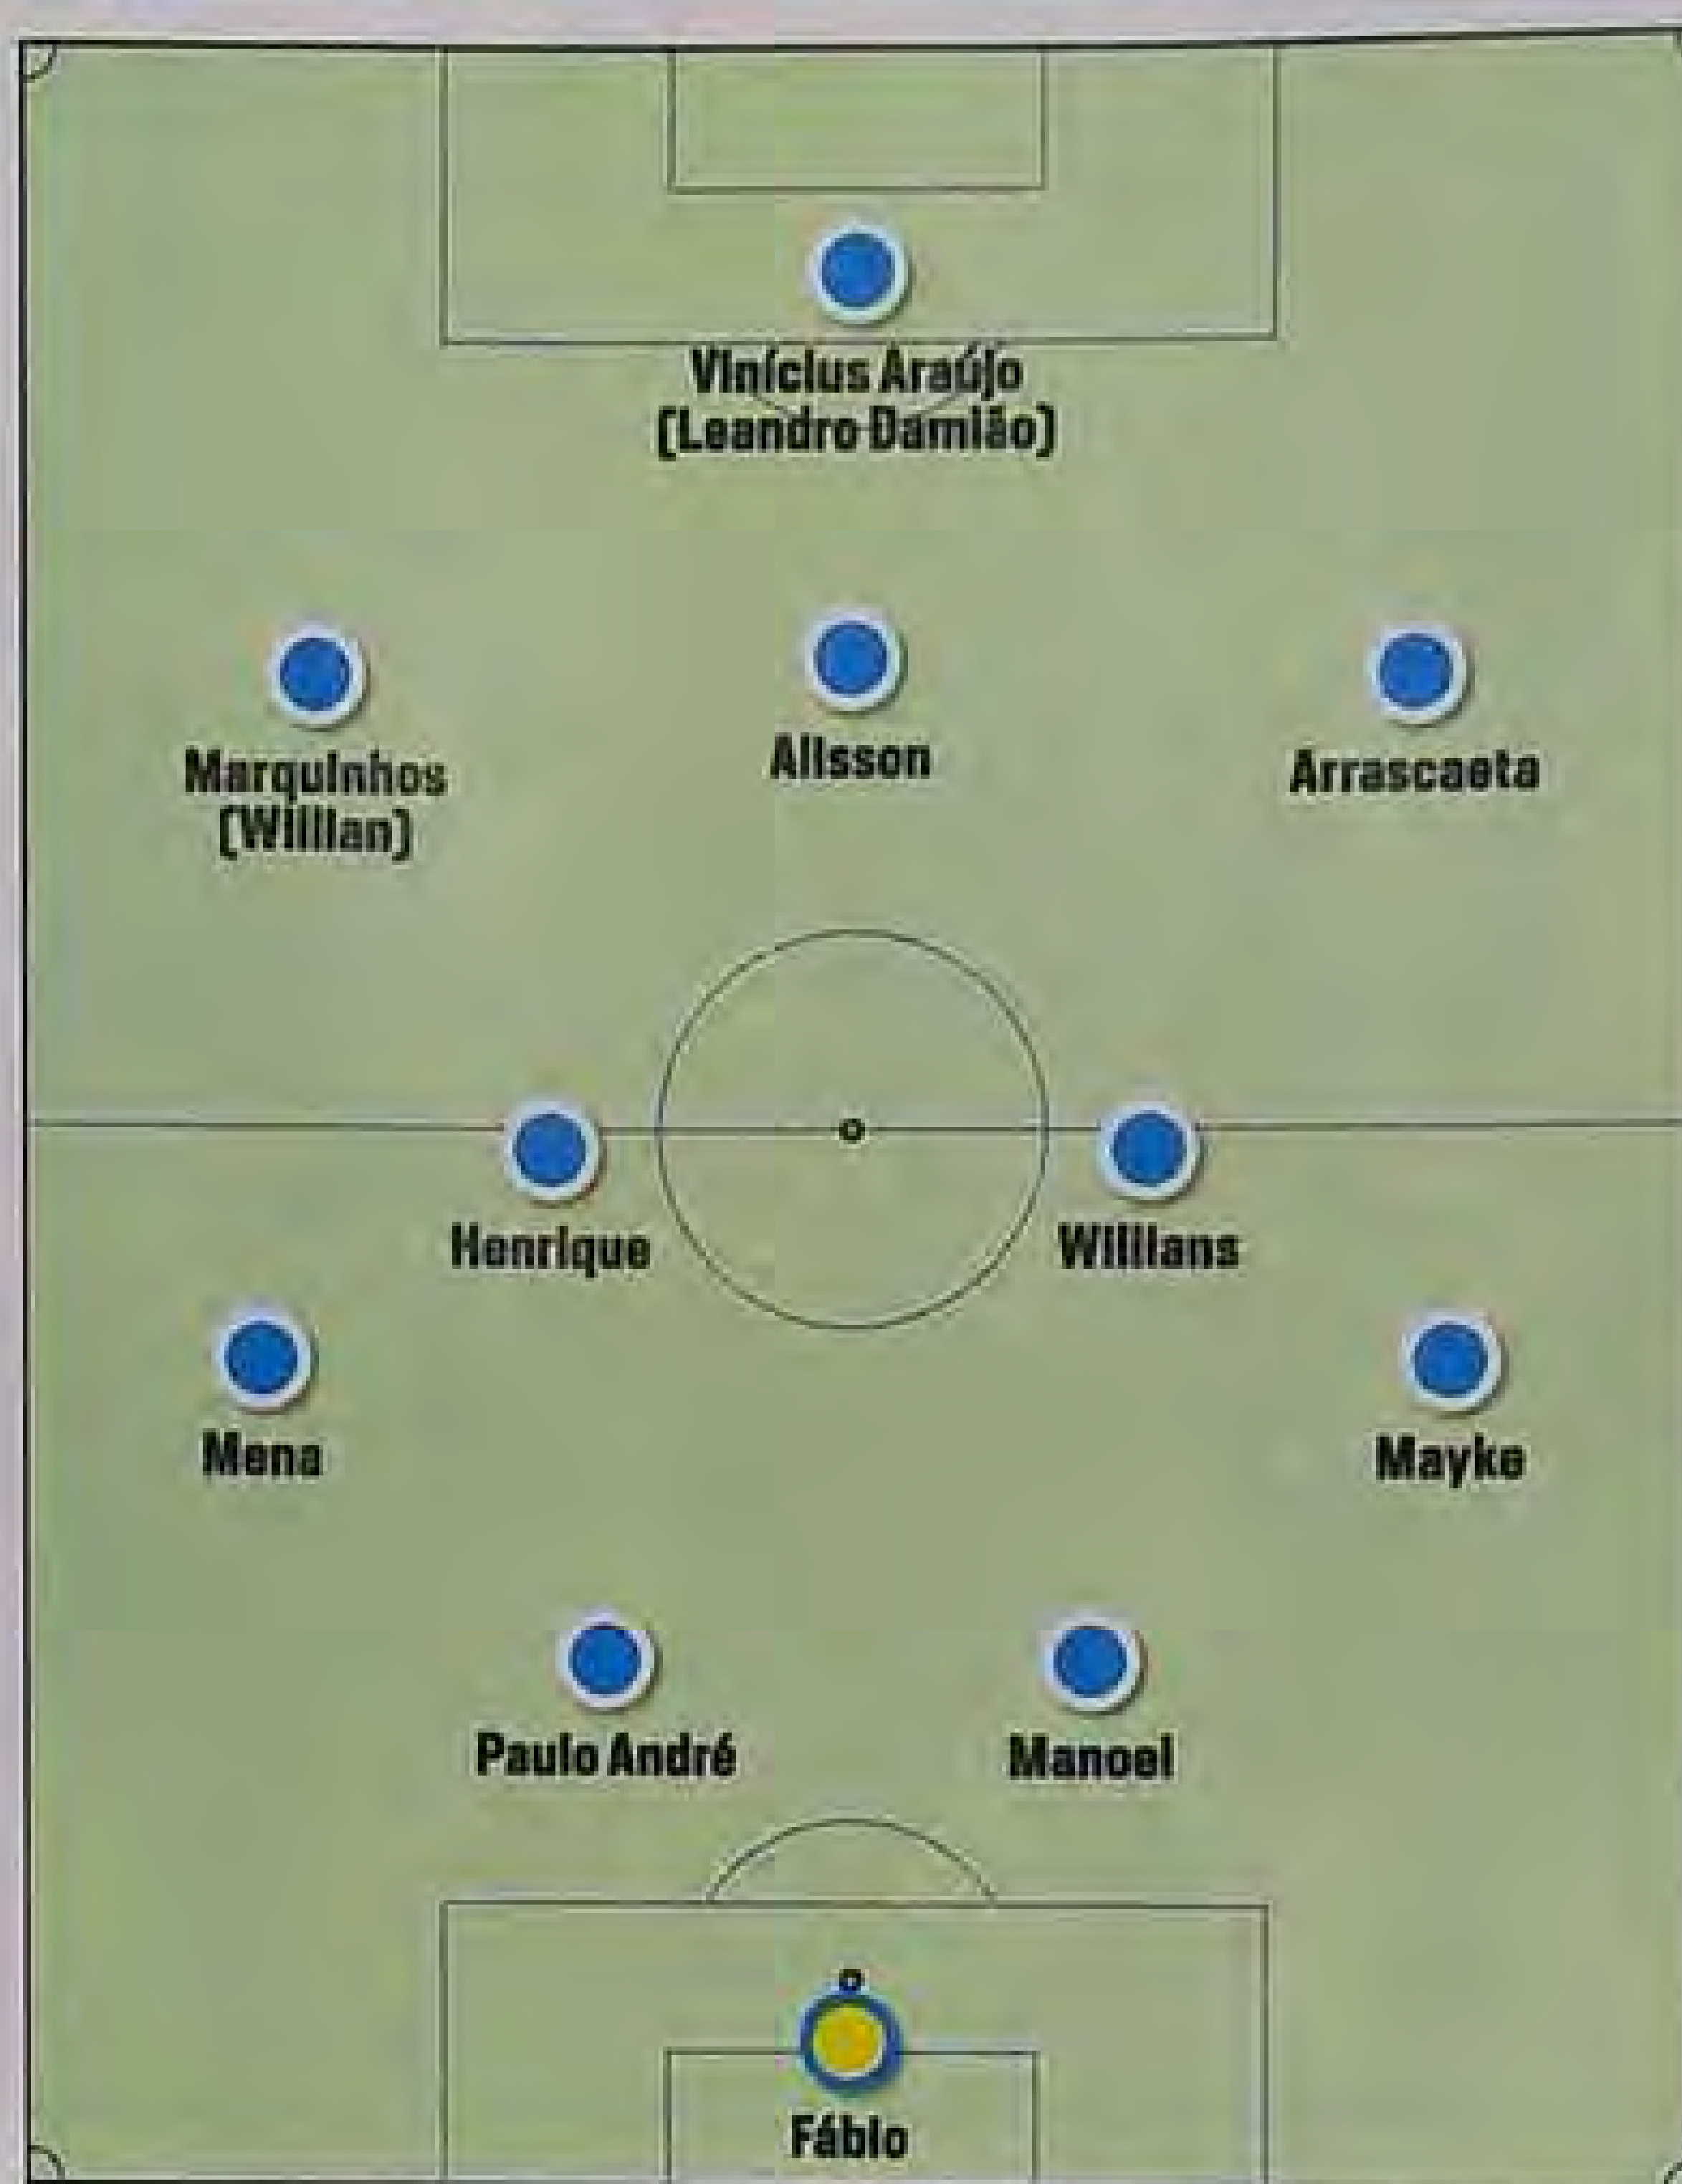 Vinícius Araújo
(Leandro Damião)
Marquinhos
(Willian)
Alisson
Arrascaeta
Henrique
Willians
Mena
Mayke
Paulo André
Manoel
Fábio